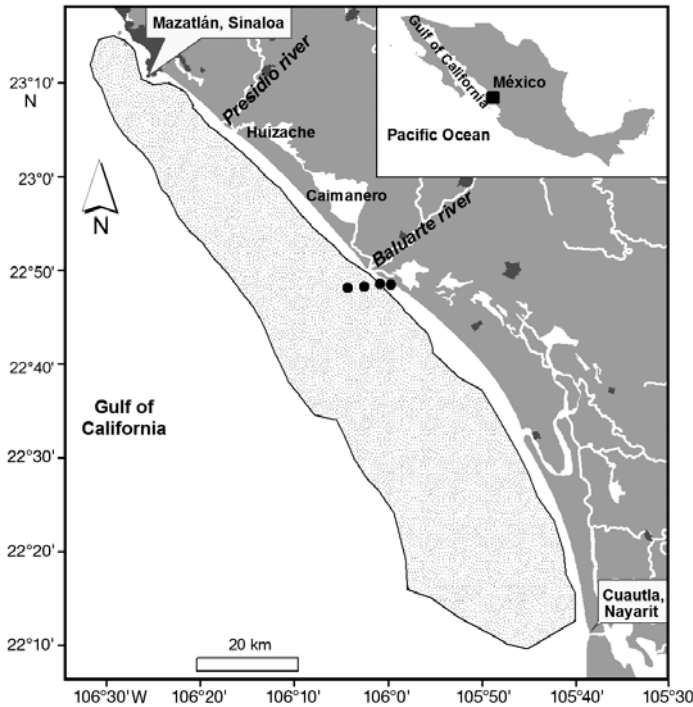 Mazatlán, Sinaloa
Gulf of California
México
Pacific Ocean
23°10'
N
Presidio river
Huizache
23°0'
Caimanero
N
Baluarte river
22°50'
22°40'
Gulf of
California
22°30'
22°20'
Cuautla,
Nayarit
22°10'
20 km
106°30'W
106°20'
106°10'
106°0'
105°50'
105°40'
105°30'